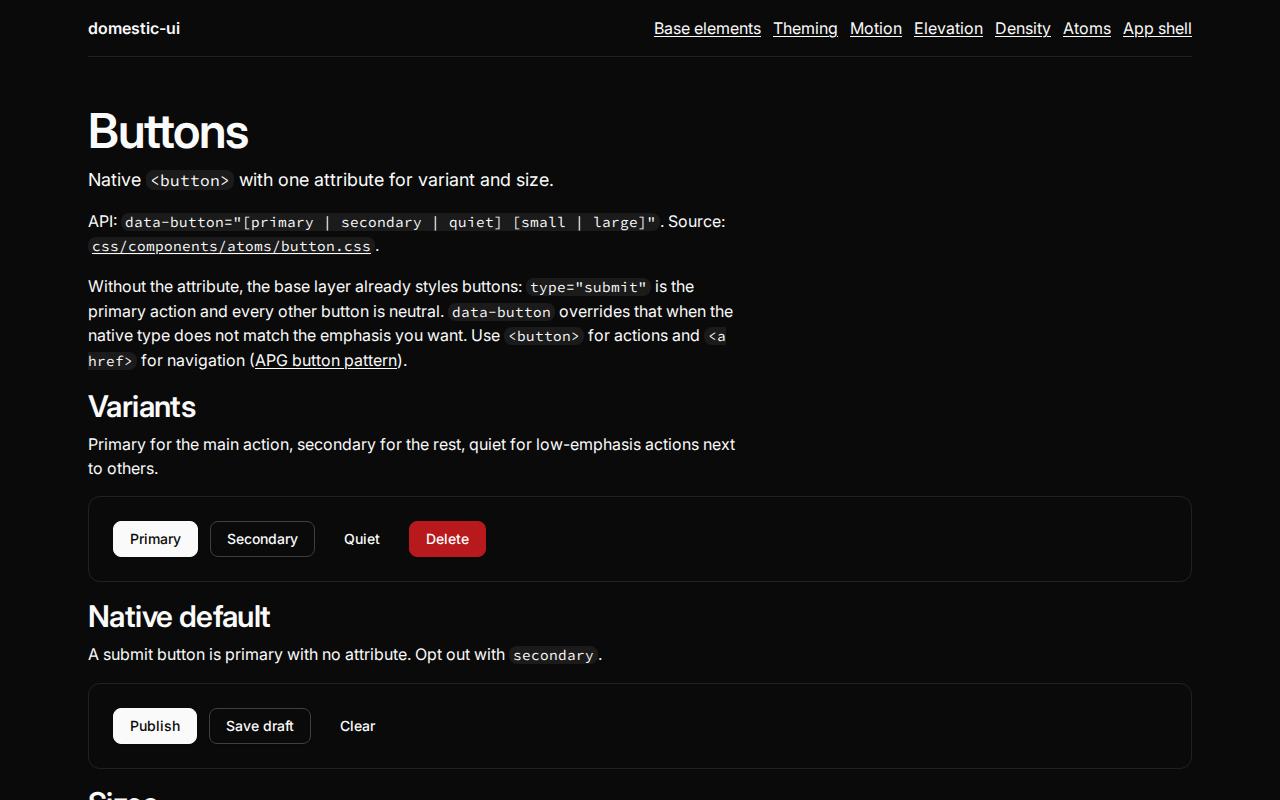 domestic-ui
Base elements Theming Motion Elevation Density Atoms App shell
Buttons
Native <button> with one attribute for variant and size.
API: data-button="[primary | secondary | quiet] [small | large]". Source:
css/components/atoms/button.css.
Without the attribute, the base layer already styles buttons: type="submit" is the
primary action and every other button is neutral. data-button overrides that when the
native type does not match the emphasis you want. Use <button> for actions and <a
href> for navigation (APG button pattern).
Variants
Primary for the main action, secondary for the rest, quiet for low-emphasis actions next
to others.
Primary Secondary Quiet Delete
Native default
A submit button is primary with no attribute. Opt out with secondary.
Publish Save draft Clear
Sizes